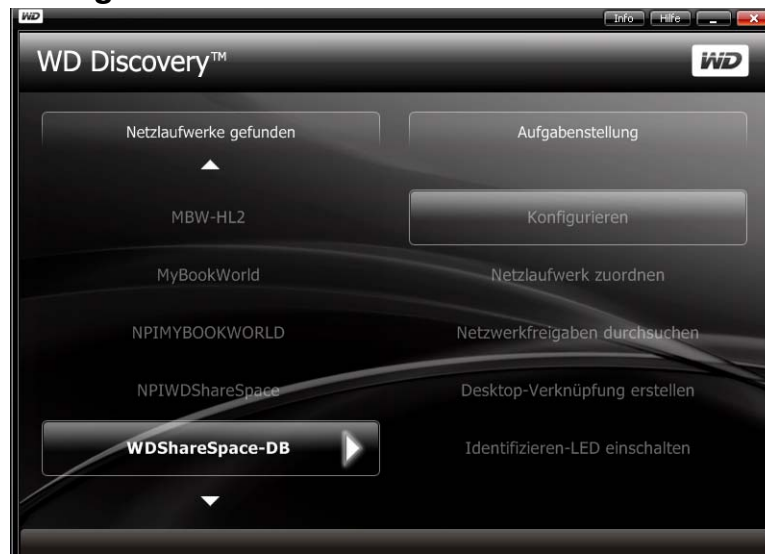 WD
Info Hilfe
WD Discovery™
WD
Netzlaufwerke gefunden
Aufgabenstellung
MBW-HL2
Konfigurieren
MyBookWorld
Netzlaufwerk zuordnen
NPIMYBOOKWORLD
Netzwerkfreigaben durchsuchen
NPIWDShareSpace
Desktop-Verknüpfung erstellen
WDShareSpace-DB
Identifizieren-LED einschalten